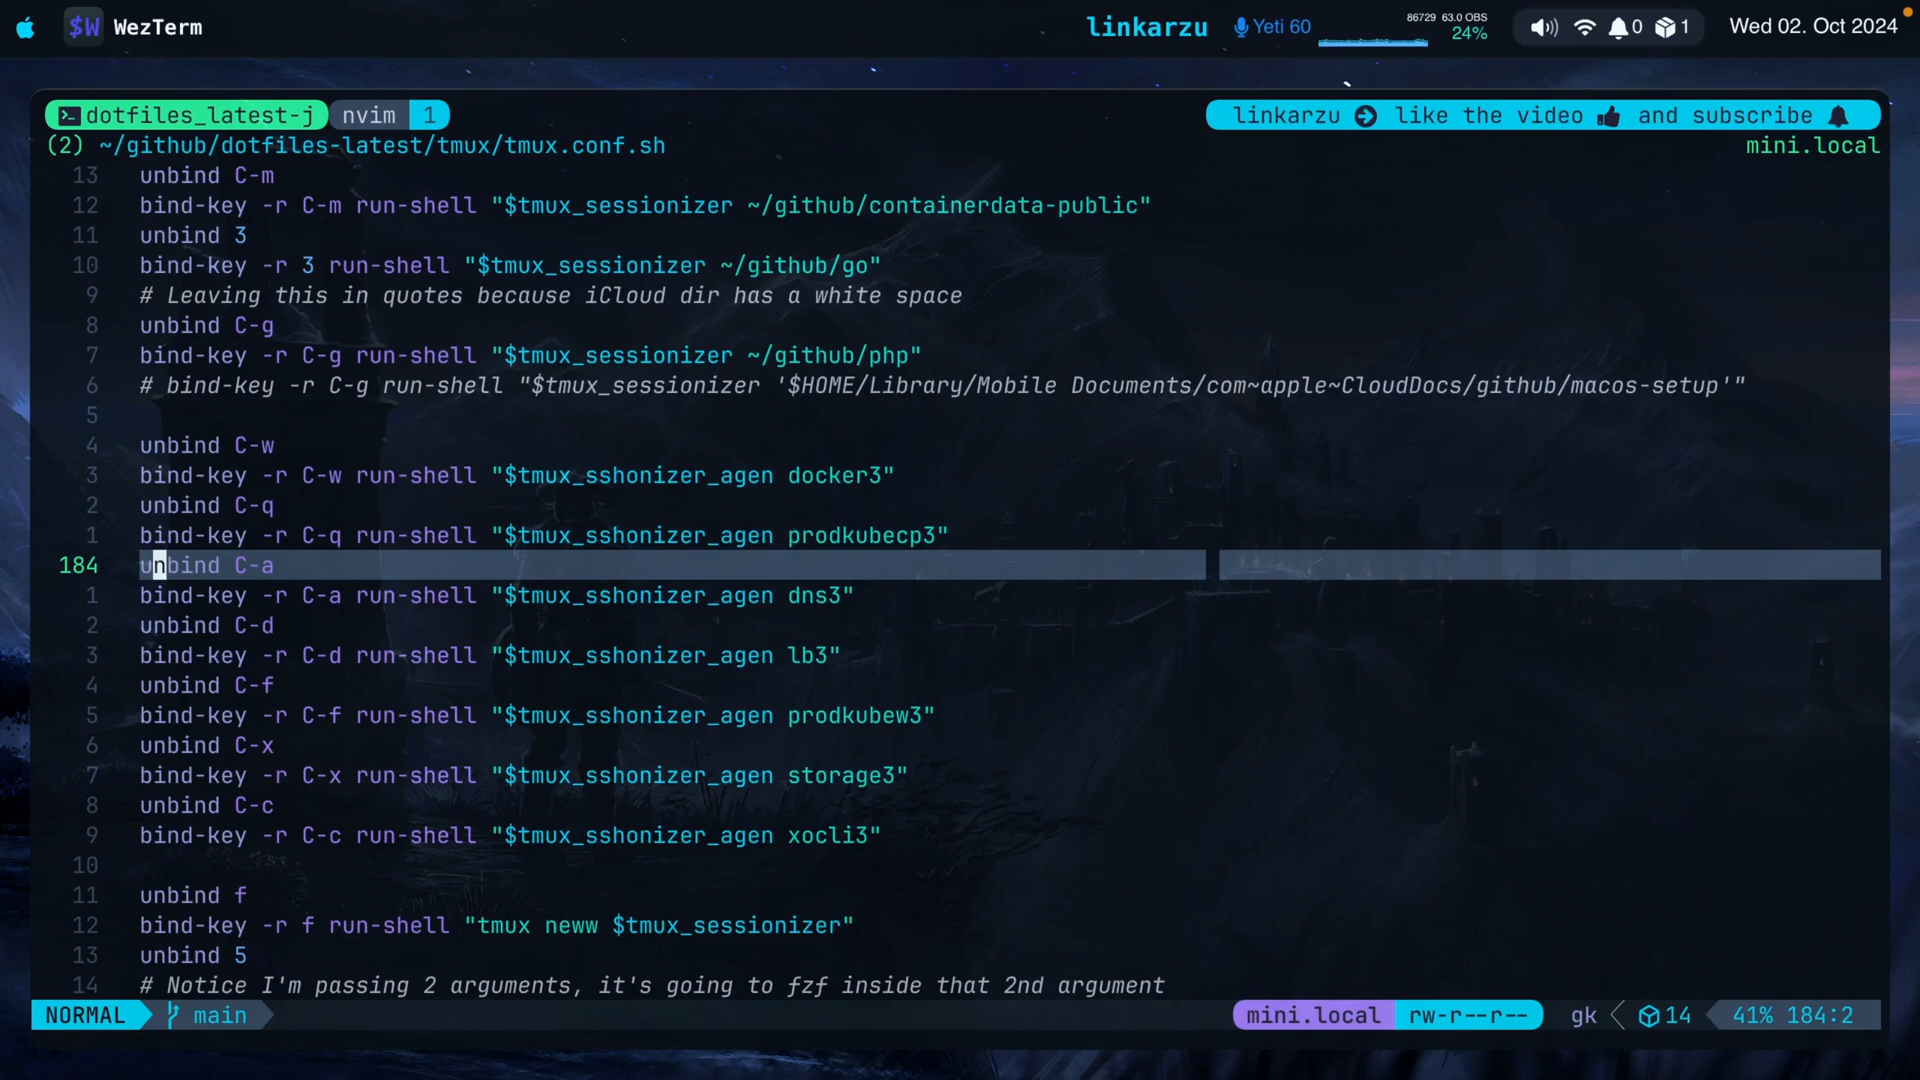 $W WezTerm linkarzu Yeti 60 86729 63.0 OBS 24% 0 1 Wed 02. Oct 2024
dotfiles_latest-j nvim 1 linkarzu like the video and subscribe
(2) ~/github/dotfiles-latest/tmux/tmux.conf.sh mini.local
13 unbind C-m
12 bind-key -r C-m run-shell "$tmux_sessionizer ~/github/containerdata-public"
11 unbind 3
10 bind-key -r 3 run-shell "$tmux_sessionizer ~/github/go"
9 # Leaving this in quotes because iCloud dir has a white space
8 unbind C-g
7 bind-key -r C-g run-shell "$tmux_sessionizer ~/github/php"
6 # bind-key -r C-g run-shell "$tmux_sessionizer '$HOME/Library/Mobile Documents/com~apple~CloudDocs/github/macos-setup'"
5
4 unbind C-w
3 bind-key -r C-w run-shell "$tmux_sshonizer_agen docker3"
2 unbind C-q
1 bind-key -r C-q run-shell "$tmux_sshonizer_agen prodkubecp3"
184 unbind C-a
1 bind-key -r C-a run-shell "$tmux_sshonizer_agen dns3"
2 unbind C-d
3 bind-key -r C-d run-shell "$tmux_sshonizer_agen lb3"
4 unbind C-f
5 bind-key -r C-f run-shell "$tmux_sshonizer_agen prodkubew3"
6 unbind C-x
7 bind-key -r C-x run-shell "$tmux_sshonizer_agen storage3"
8 unbind C-c
9 bind-key -r C-c run-shell "$tmux_sshonizer_agen xocli3"
10
11 unbind f
12 bind-key -r f run-shell "tmux neww $tmux_sessionizer"
13 unbind 5
14 # Notice I'm passing 2 arguments, it's going to fzf inside that 2nd argument
NORMAL main mini.local rw-r--r-- gk 14 41% 184:2